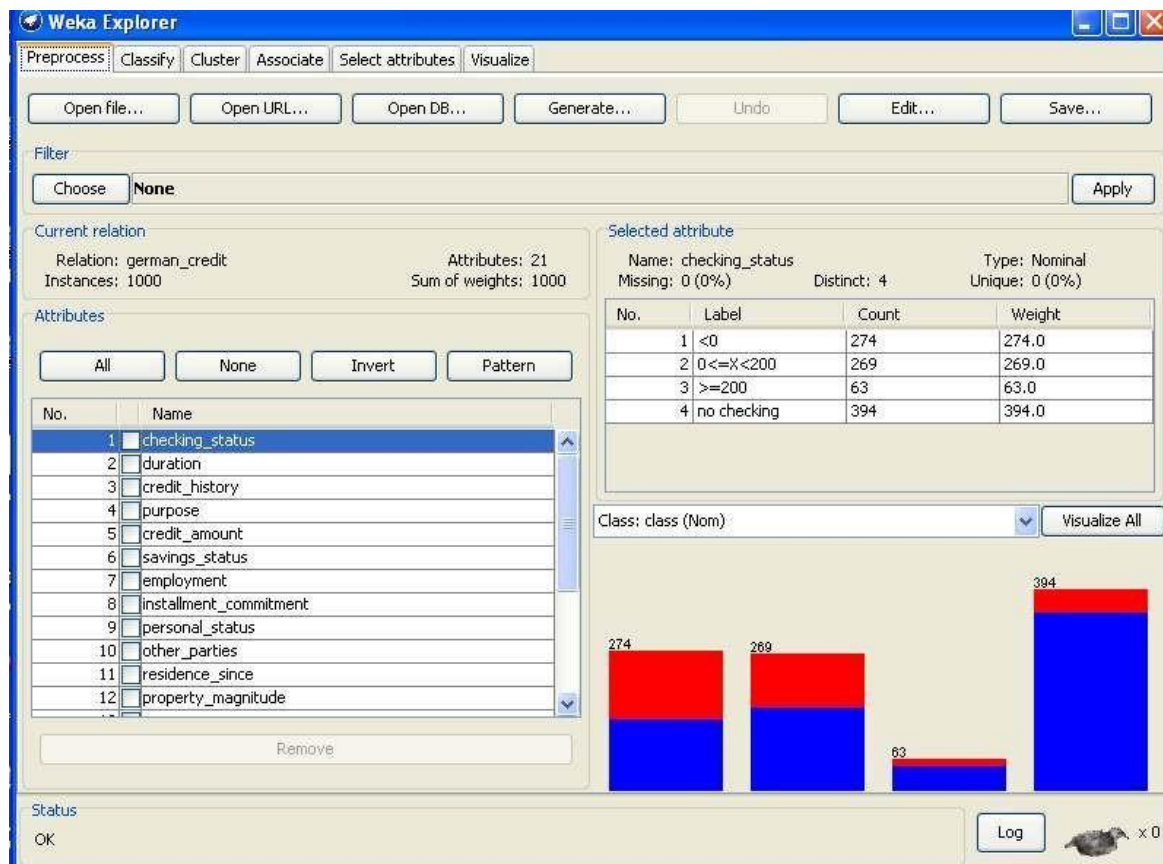 Weka Explorer
Preprocess Classify Cluster Associate Select attributes Visualize
Open file... Open URL... Open DB... Generate... Undo Edit... Save...
Filter
Choose None Apply
Current relation
Relation: german_credit Attributes: 21
Instances: 1000 Sum of weights: 1000
Attributes
All None Invert Pattern
No. Name
1 checking_status
2 duration
3 credit_history
4 purpose
5 credit_amount
6 savings_status
7 employment
8 installment_commitment
9 personal_status
10 other_parties
11 residence_since
12 property_magnitude
Remove
Selected attribute
Name: checking_status Type: Nominal
Missing: 0 (0%) Distinct: 4 Unique: 0 (0%)
No. Label Count Weight
1 <0 274 274.0
2 0<=X<200 269 269.0
3 >=200 63 63.0
4 no checking 394 394.0
Class: class (Nom) Visualize All
274 269 63 394
Status
OK
Log x 0